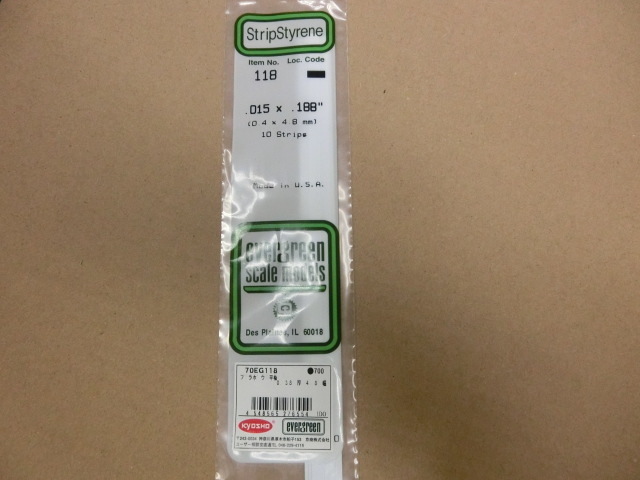 StripStyrene
Item No. Loc. Code
118
.015 x .188"
(0.4 x 4.8 mm)
10 Strips
Made in U.S.A.
evergreen
scale models
Des Plaines, IL 60018
70EG118 ●700
KYOSHO evergreen